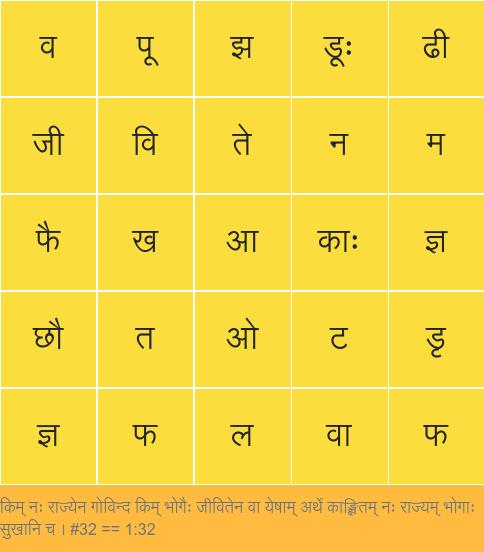 व पू झ डूः ढी
जी वि ते न म
फै ख आ काः ज्ञ
छौ त ओ ट डृ
ज्ञ फ ल वा फ
किम् नः राज्येन गोविन्द किम् भोगैः जीवितेन वा येषाम् अर्थे काङ्क्षितम् नः राज्यम् भोगाः
सुखानि च । #32 == 1:32